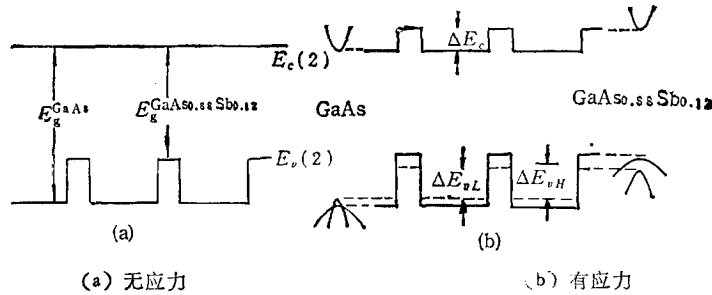 E_c(2)
E_g^GaAs
E_g^GaAs0.88Sb0.12
E_v(2)
(a)
(a) 无应力
ΔE_c
GaAs
GaAs0.88Sb0.12
ΔE_vL
ΔE_vH
(b)
(b) 有应力